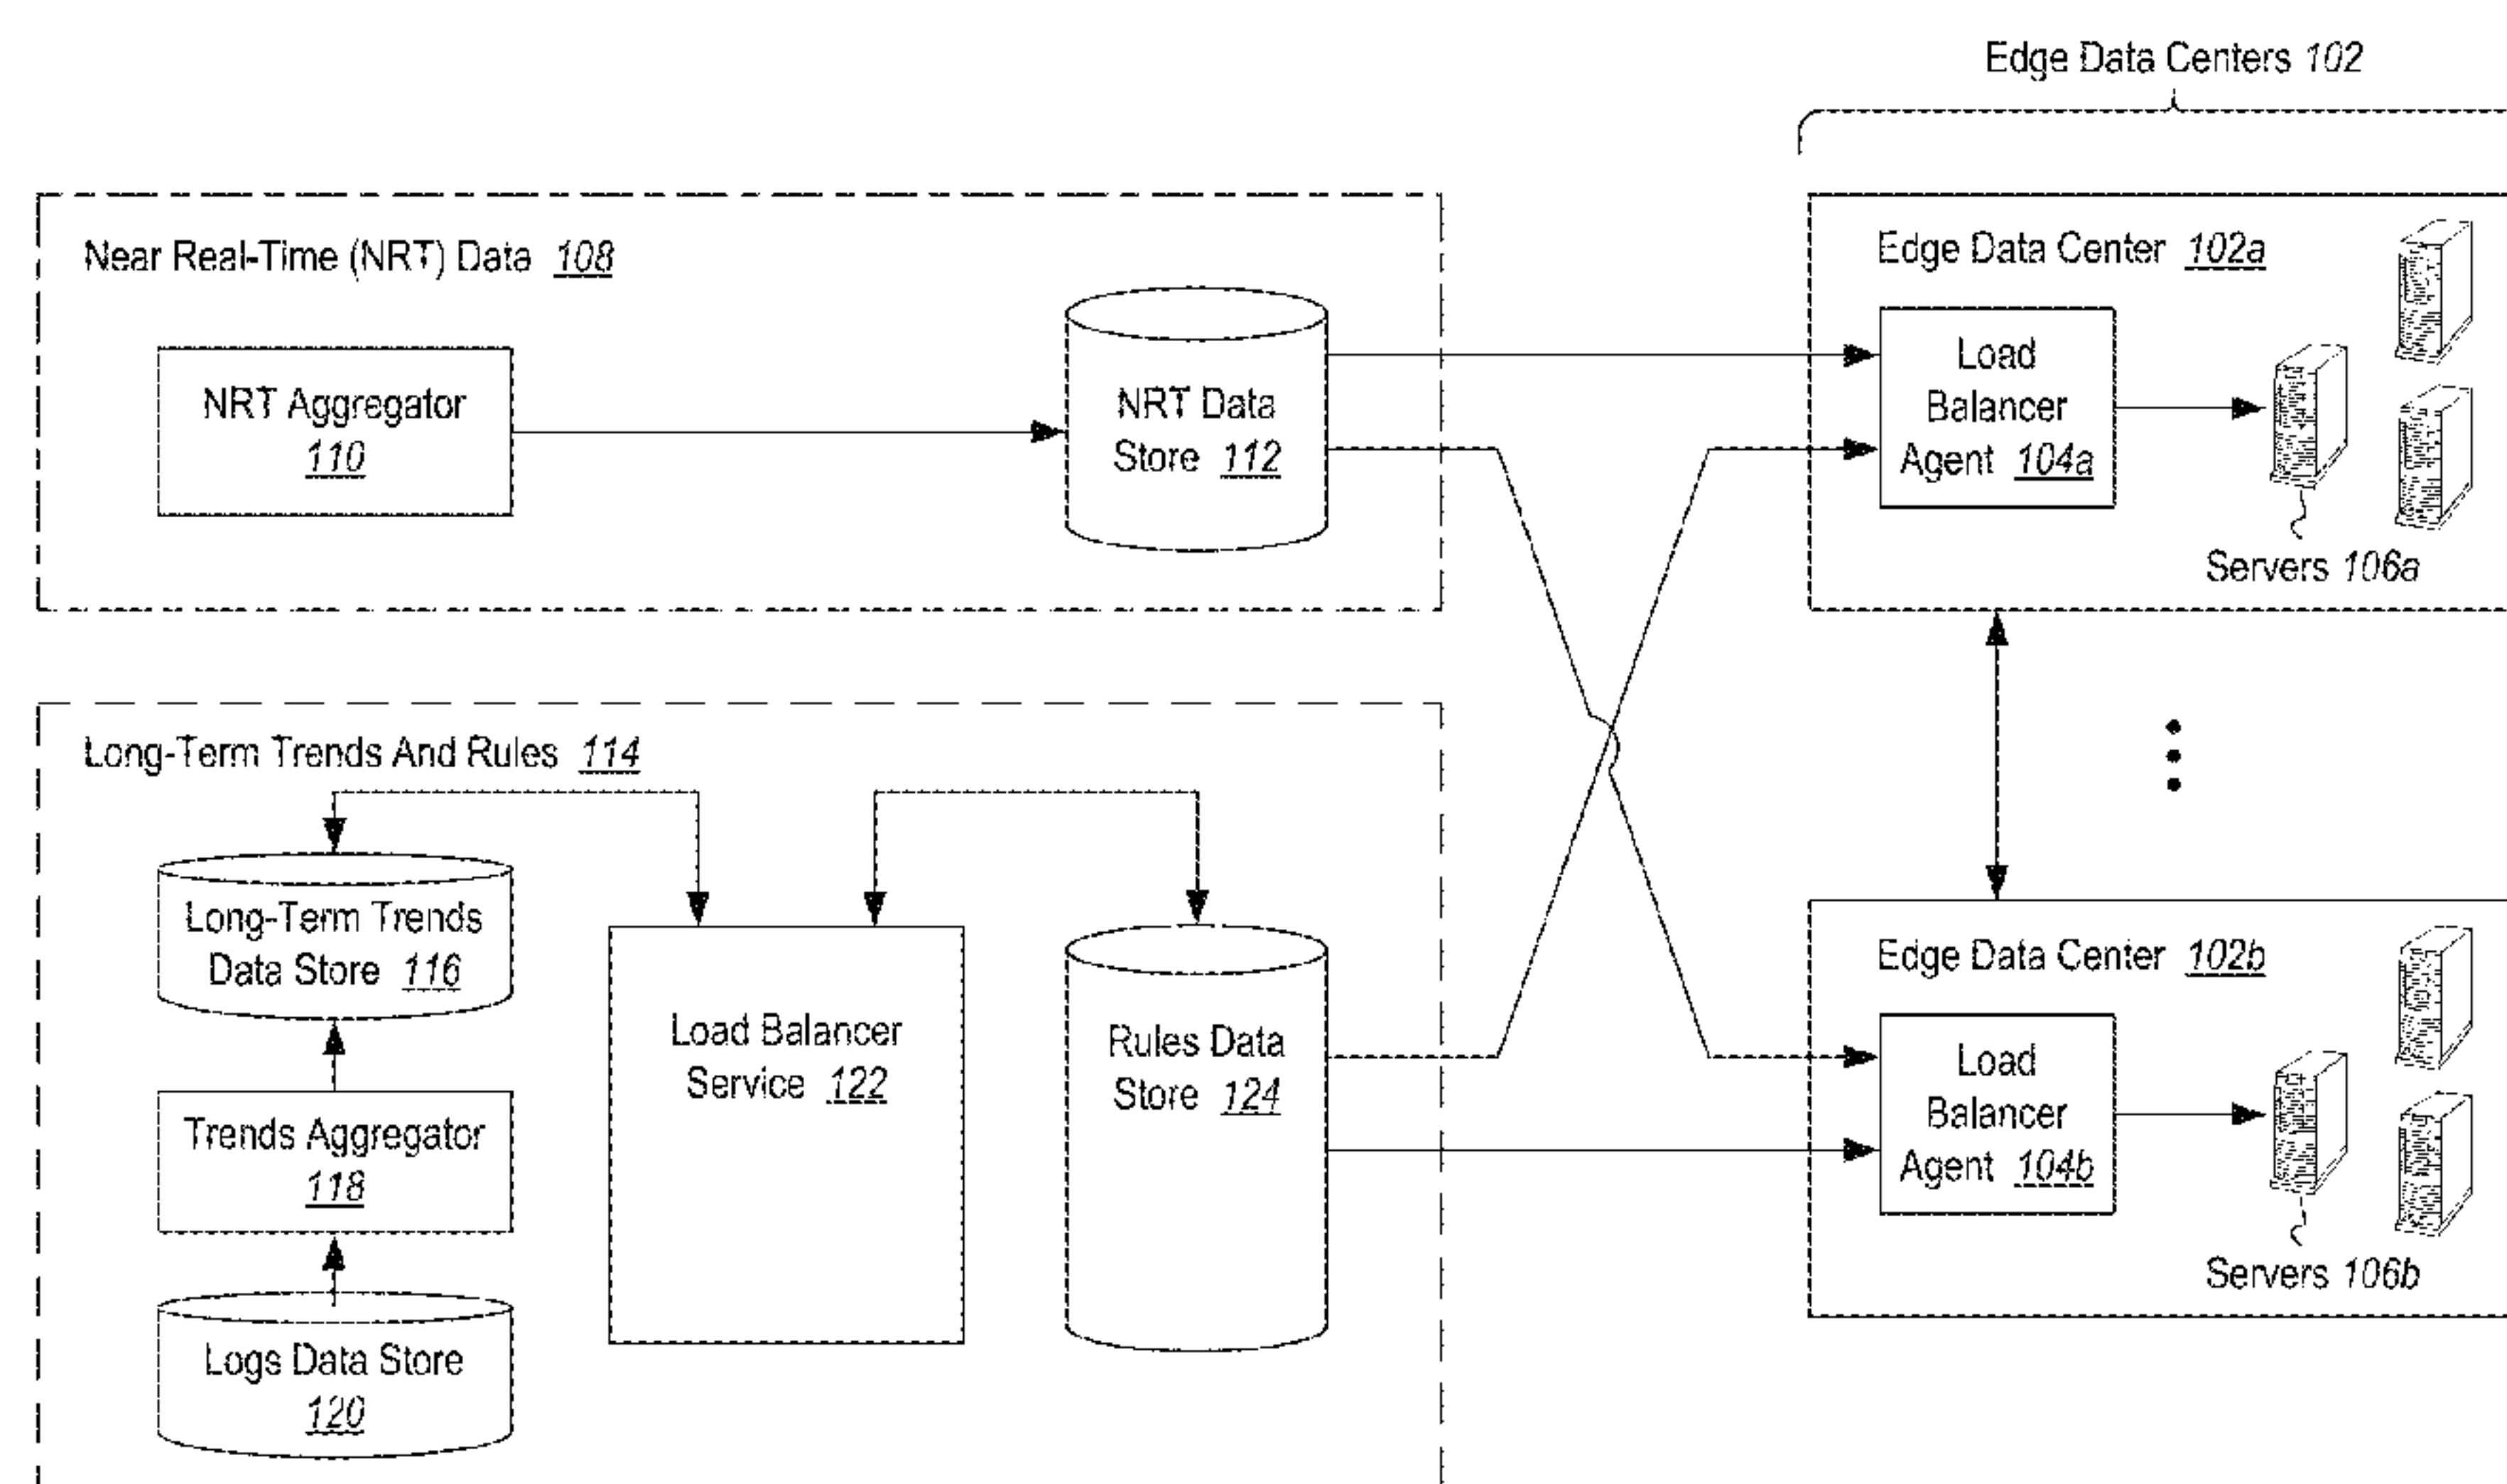 Edge Data Centers 102
Near Real-Time (NRT) Data 108
NRT Aggregator
110
NRT Data
Store 112
Edge Data Center 102a
Load
Balancer
Agent 104a
Servers 106a
Long-Term Trends And Rules 114
Long-Term Trends
Data Store 116
Trends Aggregator
118
Logs Data Store
120
Load Balancer
Service 122
Rules Data
Store 124
Edge Data Center 102b
Load
Balancer
Agent 104b
Servers 106b